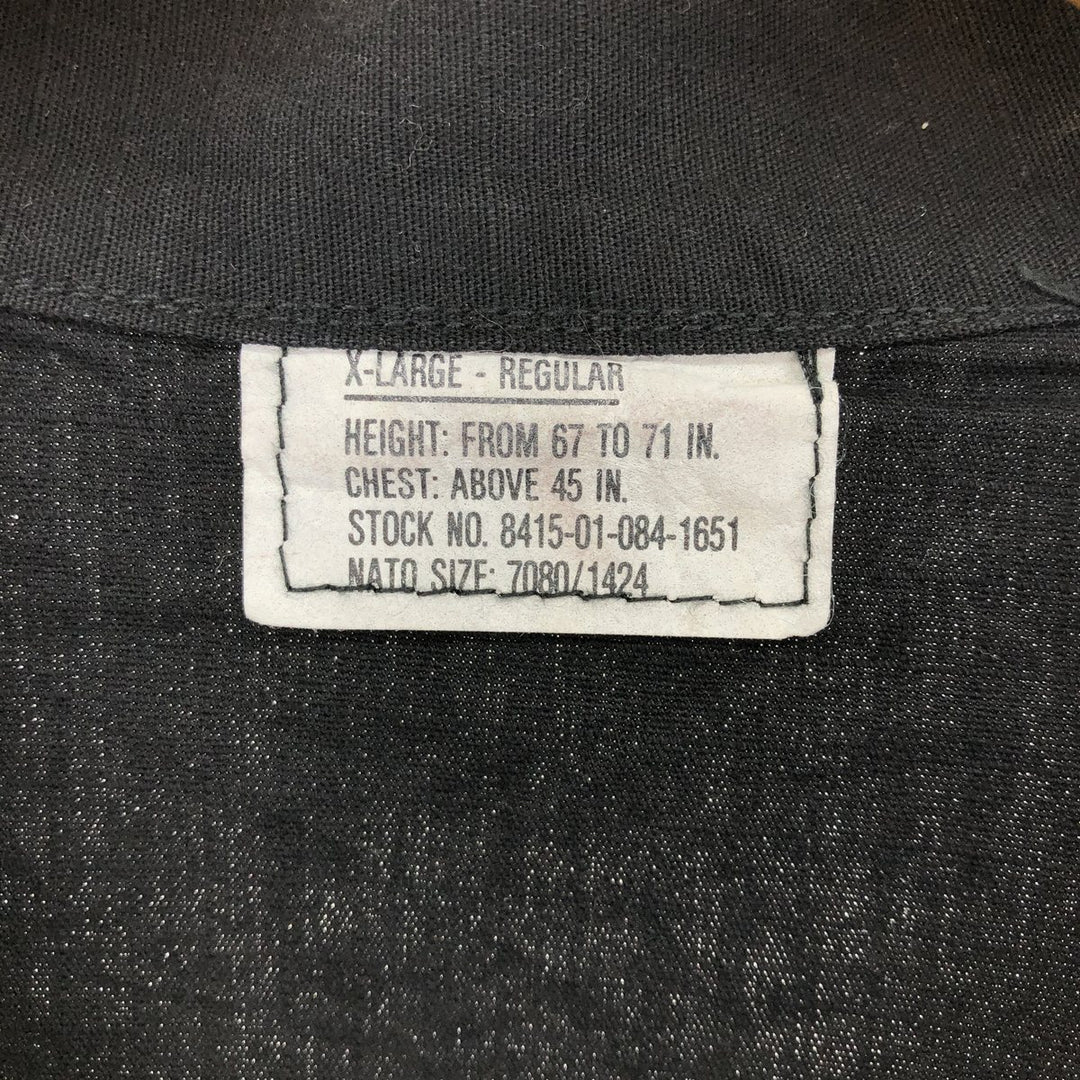 X-LARGE - REGULAR
HEIGHT: FROM 67 TO 71 IN.
CHEST: ABOVE 45 IN.
STOCK NO. 8415-01-084-1651
NATO SIZE: 7080/1424